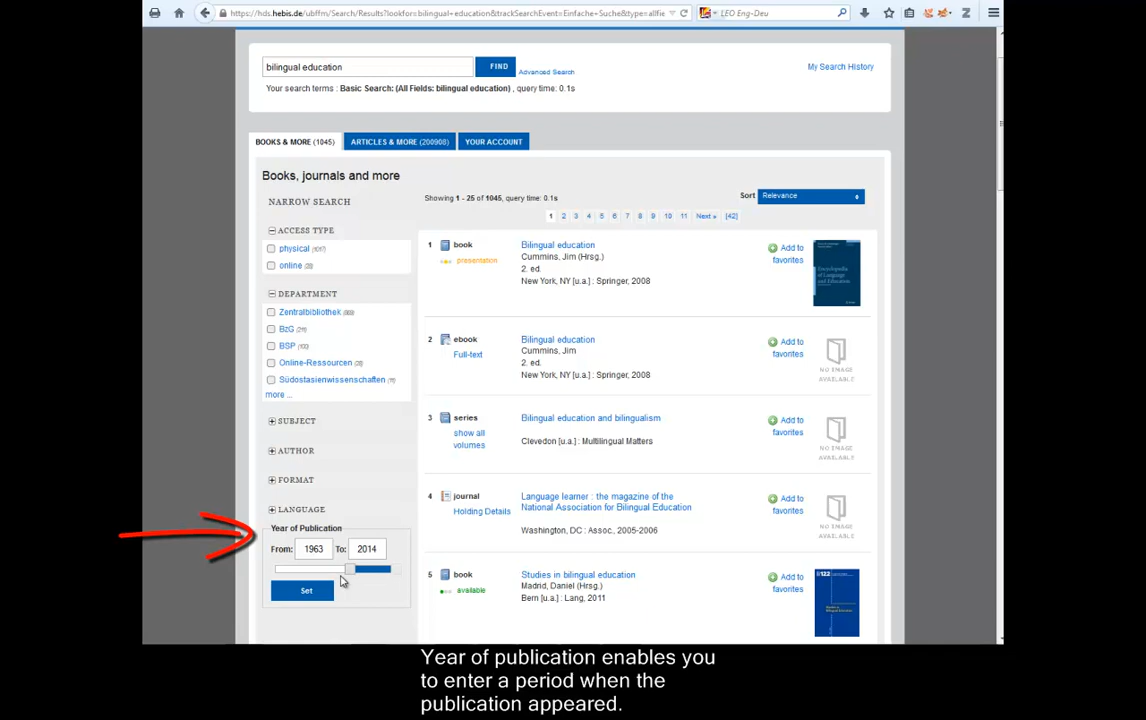 https://hds.hebis.de/ubffm/Search/Results?lookfor=bilingual+education&trackSearchEvent=Einfache+Suche&type=allfie
LEO Eng-Deu
bilingual education
FIND
Advanced Search
My Search History
Your search terms : Basic Search: (All Fields: bilingual education) , query time: 0.1s
BOOKS & MORE (1045)
ARTICLES & MORE (200908)
YOUR ACCOUNT
Books, journals and more
NARROW SEARCH
Showing 1 - 25 of 1045, query time: 0.1s
Sort
Relevance
1 2 3 4 5 6 7 8 9 10 11 Next » [42]
ACCESS TYPE
physical
online
DEPARTMENT
Zentralbibliothek
BzG
BSP
Online-Ressourcen
Südostasienwissenschaften
more ...
SUBJECT
AUTHOR
FORMAT
LANGUAGE
Year of Publication
From: 1963 To: 2014
Set
1 book
presentation
Bilingual education
Cummins, Jim (Hrsg.)
2. ed.
New York, NY [u.a.] : Springer, 2008
Add to
favorites
2 ebook
Full-text
Bilingual education
Cummins, Jim
2. ed.
New York, NY [u.a.] : Springer, 2008
Add to
favorites
NO IMAGE
AVAILABLE
3 series
show all
volumes
Bilingual education and bilingualism
Clevedon [u.a.] : Multilingual Matters
Add to
favorites
NO IMAGE
AVAILABLE
4 journal
Holding Details
Language learner : the magazine of the
National Association for Bilingual Education
Washington, DC : Assoc., 2005-2006
Add to
favorites
NO IMAGE
AVAILABLE
5 book
available
Studies in bilingual education
Madrid, Daniel (Hrsg.)
Bern [u.a.] : Lang, 2011
Add to
favorites
Year of publication enables you
to enter a period when the
publication appeared.